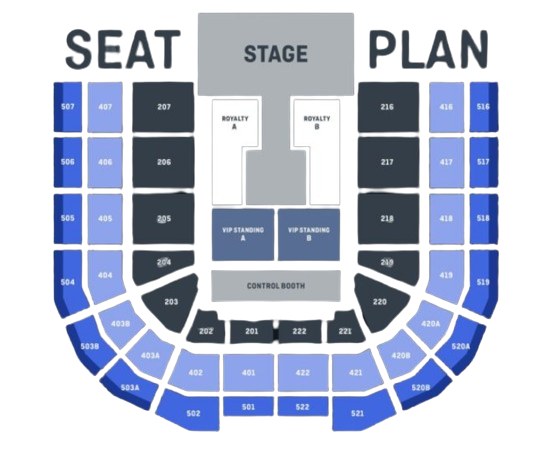 SEAT
STAGE
PLAN
ROYALTY
A
ROYALTY
B
507
407
207
216
416
516
506
406
206
217
417
517
505
405
205
218
418
518
VIP STANDING
A
VIP STANDING
B
504
404
204
219
419
519
CONTROL BOOTH
203
220
403B
202
201
222
221
420A
503B
403A
420B
520A
402
401
422
421
503A
520B
502
501
522
521